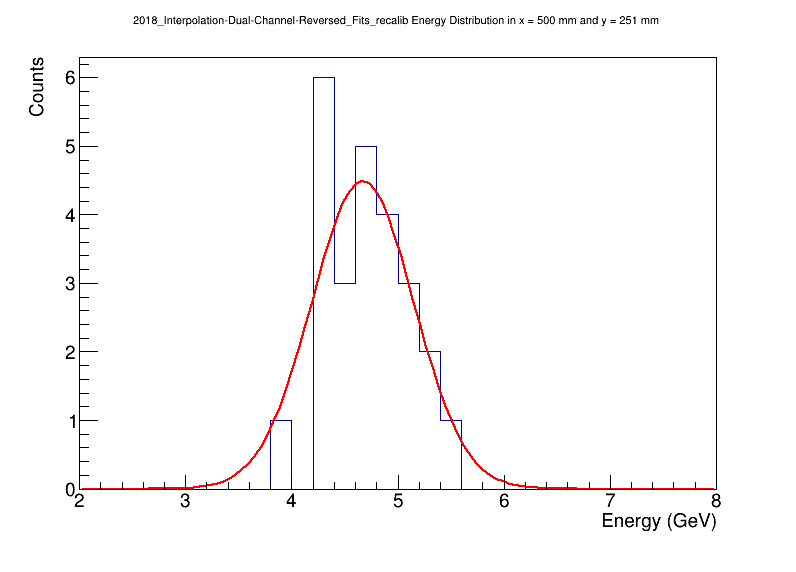 2018_Interpolation-Dual-Channel-Reversed_Fits_recalib Energy Distribution in x = 500 mm and y = 251 mm
Counts
6
5
4
3
2
1
0
2 3 4 5 6 7 8
Energy (GeV)